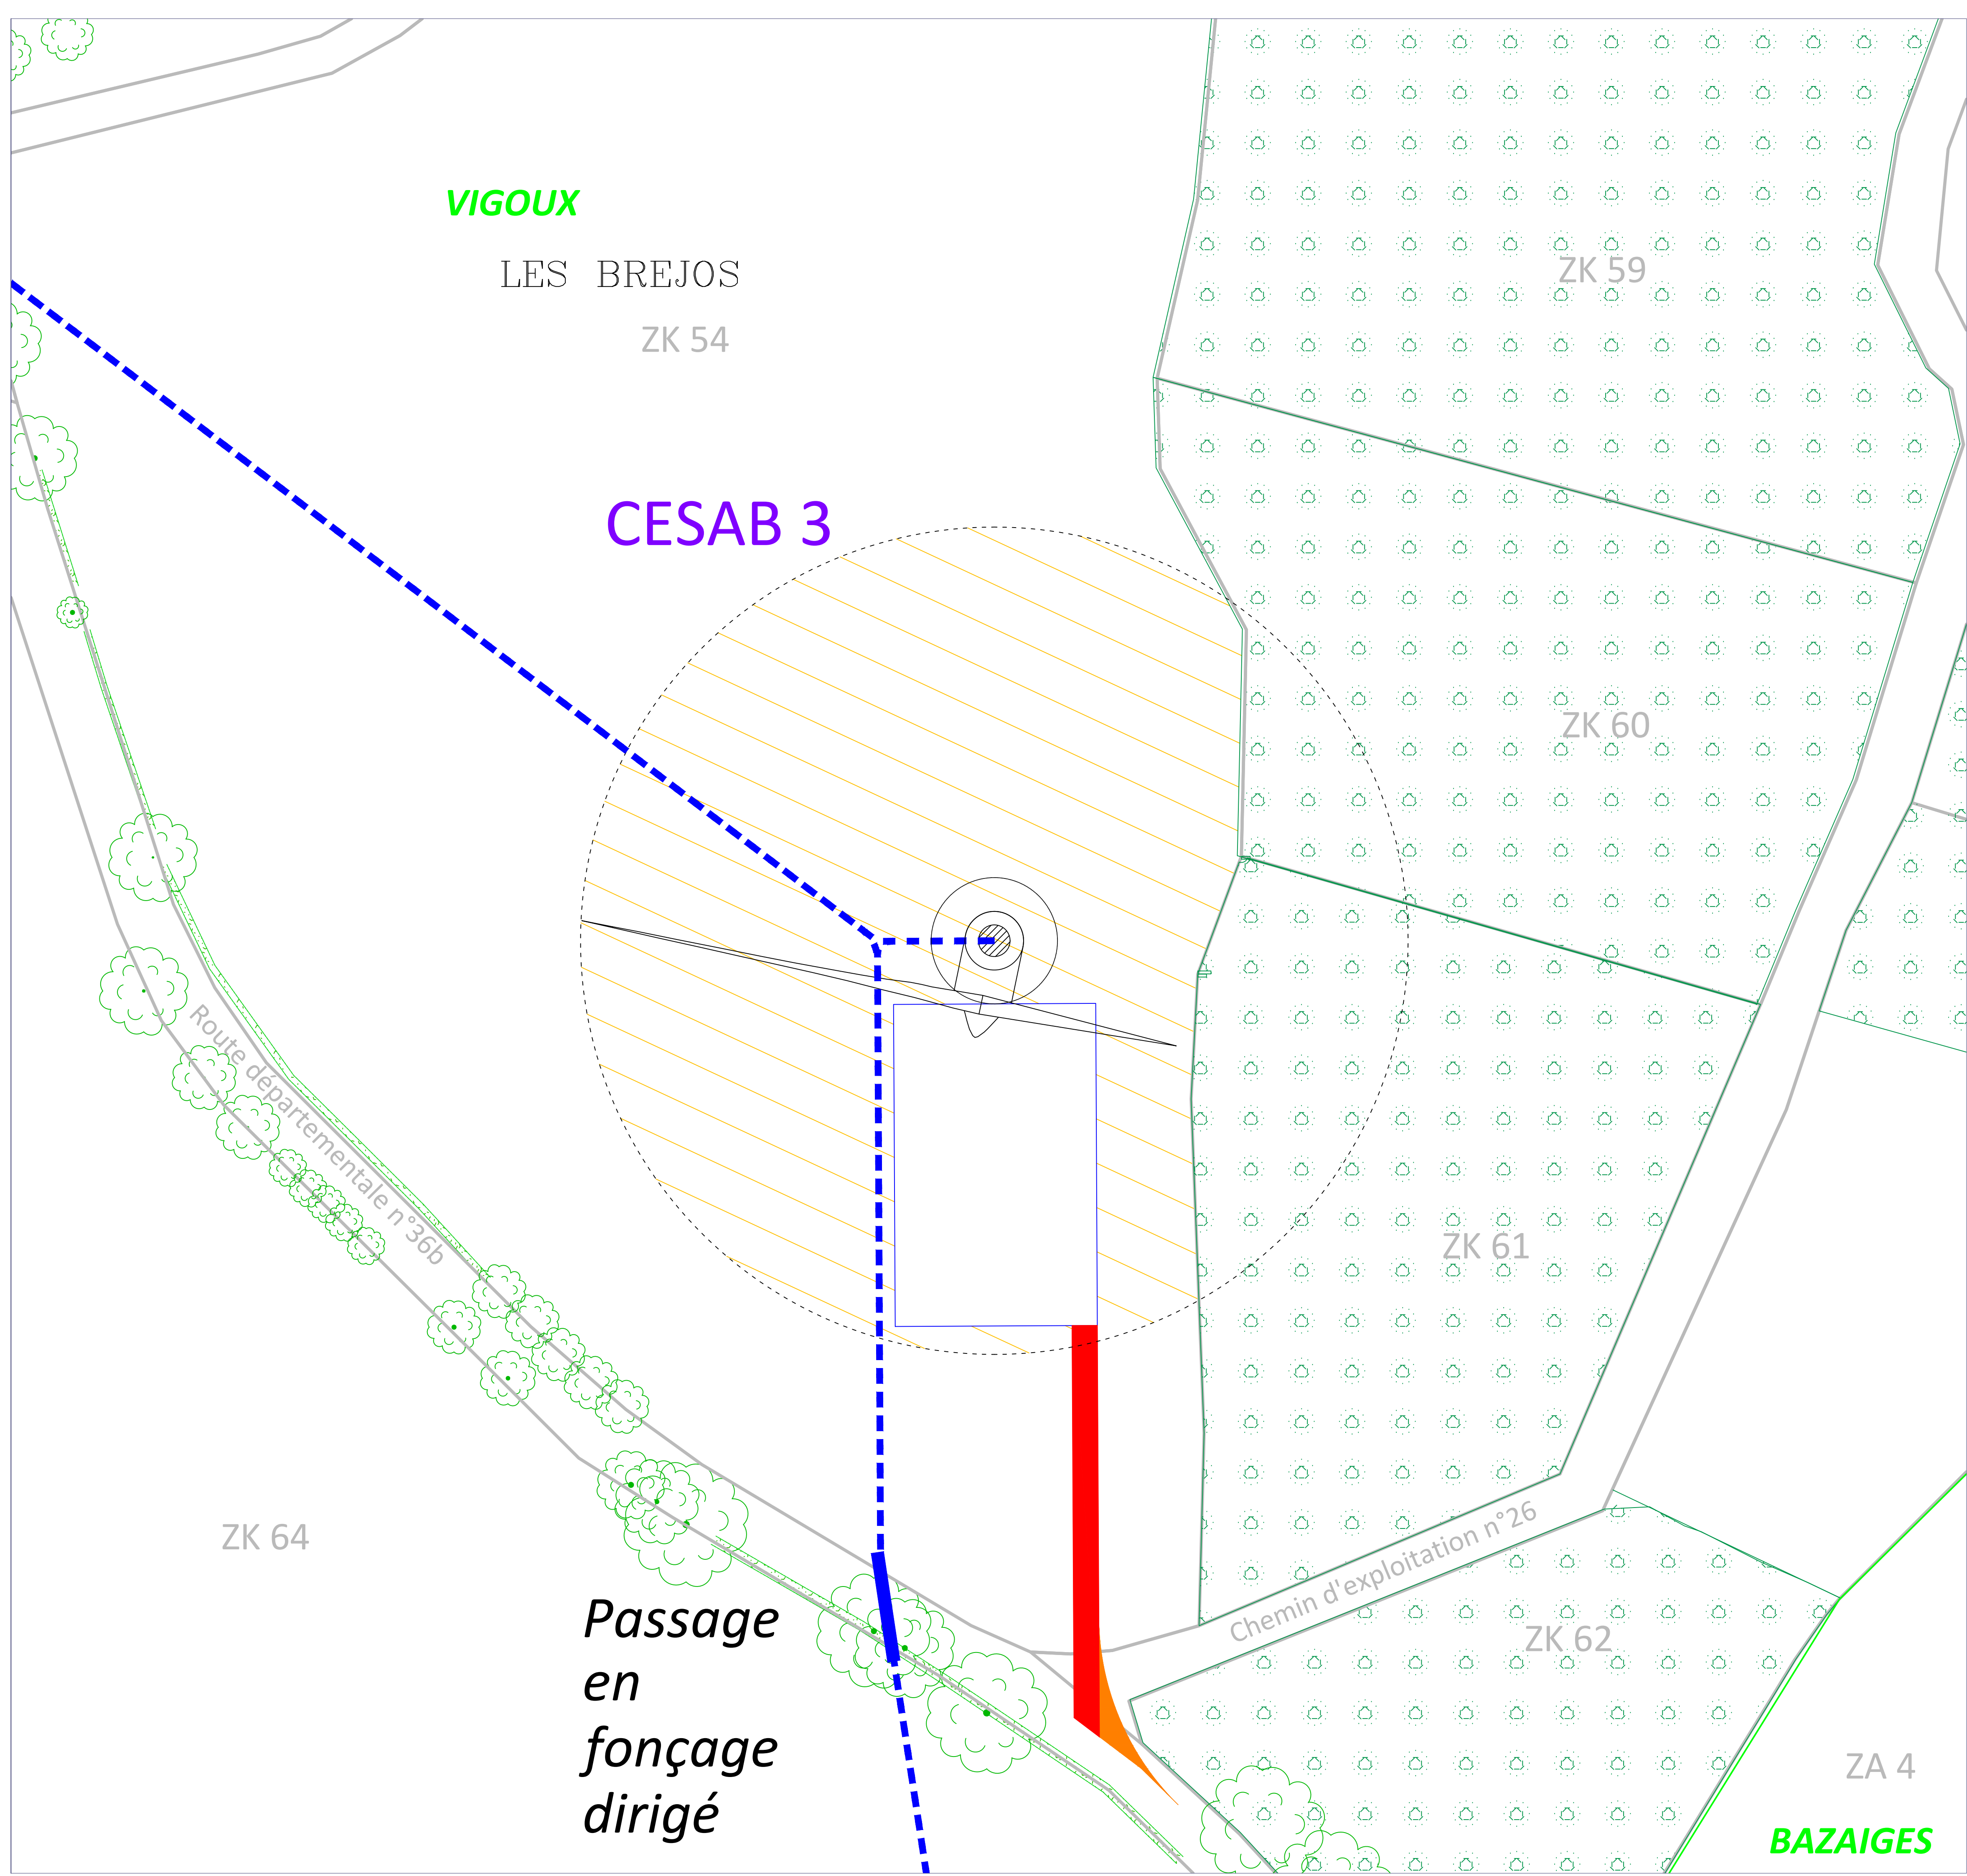 VIGOUX
LES BREJOS
ZK 59
ZK 54
CESAB 3
ZK 60
Route départementale n°36b
ZK 61
ZK 64
Chemin d'exploitation n°26
Passage
en
fonçage
dirigé
ZK 62
ZA 4
BAZAIGES